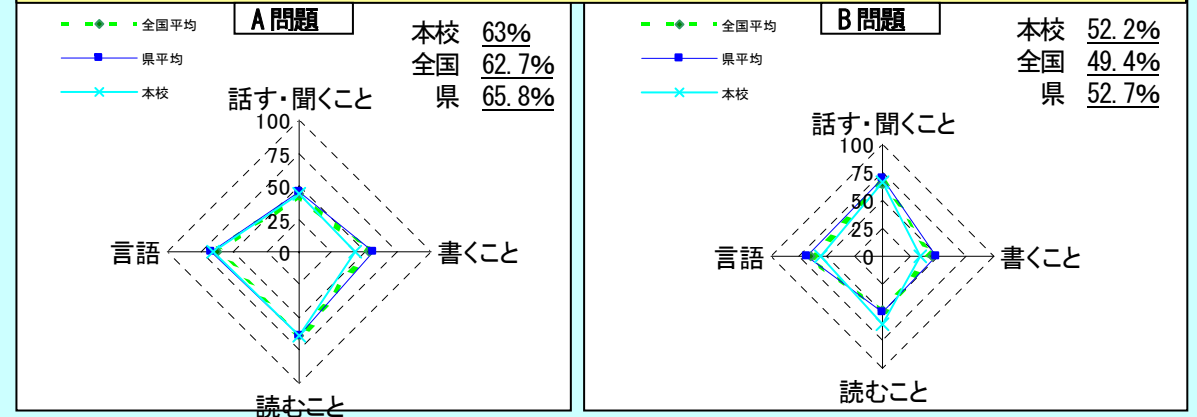 A問題
全国平均
県平均
本校
本校 63%
全国 62.7%
県 65.8%
話す・聞くこと
100
75
50
25
0
言語
書くこと
読むこと
B問題
全国平均
県平均
本校
本校 52.2%
全国 49.4%
県 52.7%
話す・聞くこと
100
75
50
25
0
言語
書くこと
読むこと